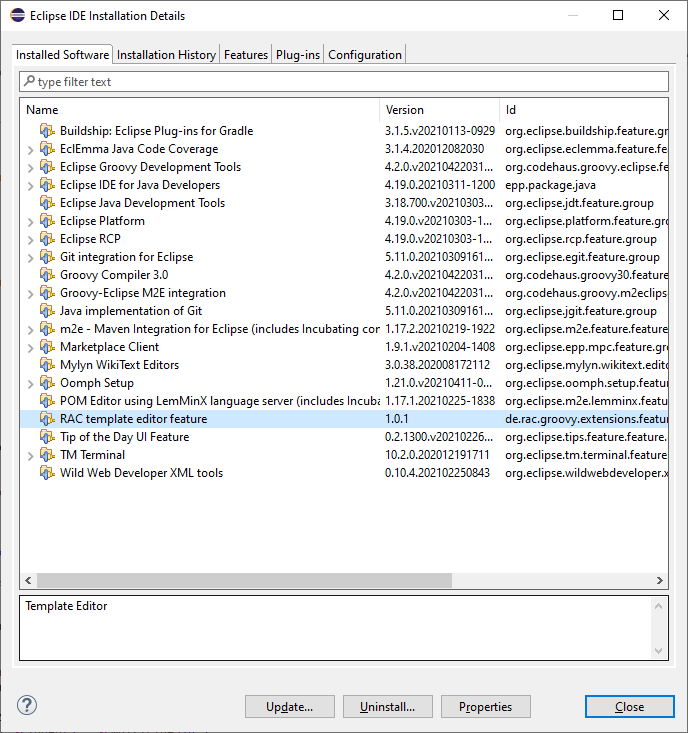 Eclipse IDE Installation Details
Installed Software Installation History Features Plug-ins Configuration
type filter text
Name Version Id
Buildship: Eclipse Plug-ins for Gradle 3.1.5.v20210113-0929 org.eclipse.buildship.feature.gr
EclEmma Java Code Coverage 3.1.4.202012082030 org.eclipse.eclemma.feature.fe
Eclipse Groovy Development Tools 4.2.0.v20210422031... org.codehaus.groovy.eclipse.fe
Eclipse IDE for Java Developers 4.19.0.20210311-1200 epp.package.java
Eclipse Java Development Tools 3.18.700.v20210303... org.eclipse.jdt.feature.group
Eclipse Platform 4.19.0.v20210303-1... org.eclipse.platform.feature.group
Eclipse RCP 4.19.0.v20210303-1... org.eclipse.rcp.feature.group
Git integration for Eclipse 5.11.0.202103091​61... org.eclipse.egit.feature.group
Groovy Compiler 3.0 4.2.0.v20210422031... org.codehaus.groovy30.feature
Groovy-Eclipse M2E integration 4.2.0.v20210422031... org.codehaus.groovy.m2eclips
Java implementation of Git 5.11.0.20210309161... org.eclipse.jgit.feature.group
m2e - Maven Integration for Eclipse (includes Incubating con 1.17.2.20210219-1922 org.eclipse.m2e.feature.feature
Marketplace Client 1.9.1.v20210204-1408 org.eclipse.epp.mpc.feature.gr
Mylyn WikiText Editors 3.0.38.202008172112 org.eclipse.mylyn.wikitext.edito
Oomph Setup 1.21.0.v20210411-0... org.eclipse.oomph.setup.featur
POM Editor using LemMinX language server (includes Incuba 1.17.1.20210225-1838 org.eclipse.m2e.lemminx.featu
RAC template editor feature 1.0.1 de.rac.groovy.extensions.featur
Tip of the Day UI Feature 0.2.1300.v20210226... org.eclipse.tips.feature.feature.
TM Terminal 10.2.0.202012191711 org.eclipse.tm.terminal.feature
Wild Web Developer XML tools 0.10.4.202102250843 org.eclipse.wildwebdeveloper.x
Template Editor
Update... Uninstall... Properties Close